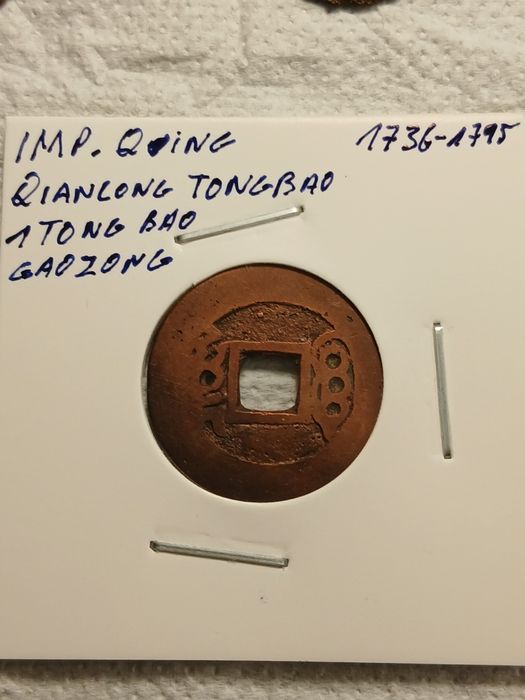 IMP. QING
1736-1795
QIANLONG TONGBAO
1 TONG BAO
GAOZONG